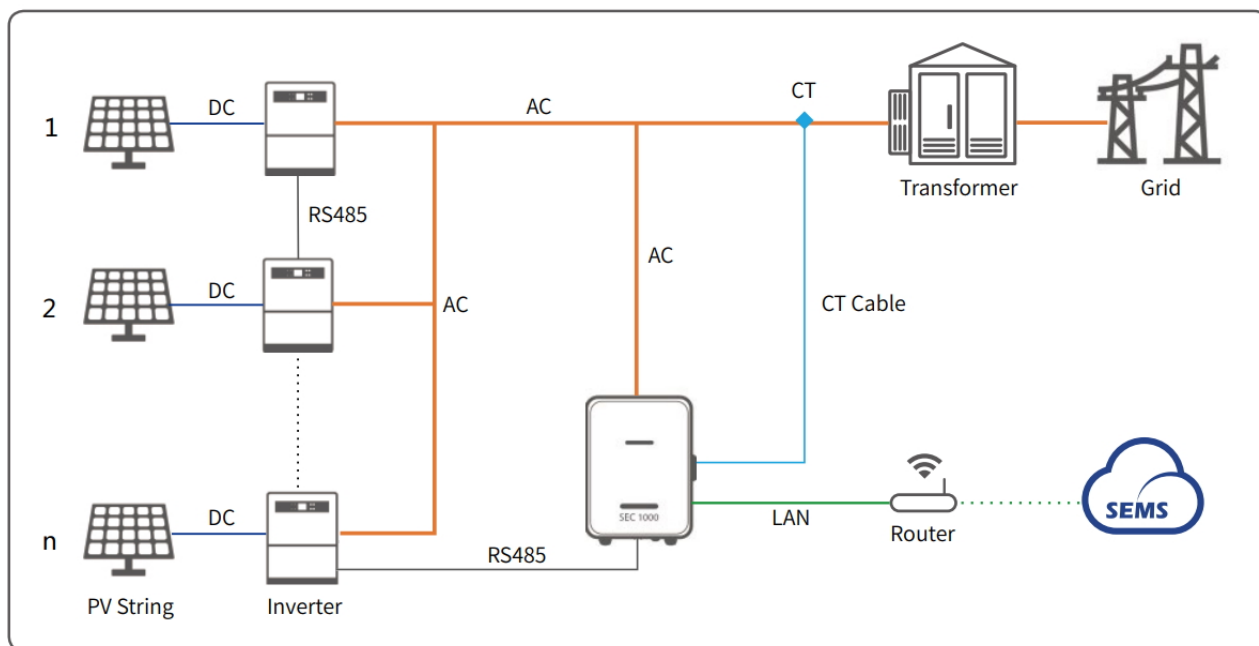 CT
DC
AC
1
Transformer
Grid
RS485
AC
DC
2
AC
CT Cable
SEC 1000
SEMS
DC
LAN
n
Router
RS485
PV String
Inverter